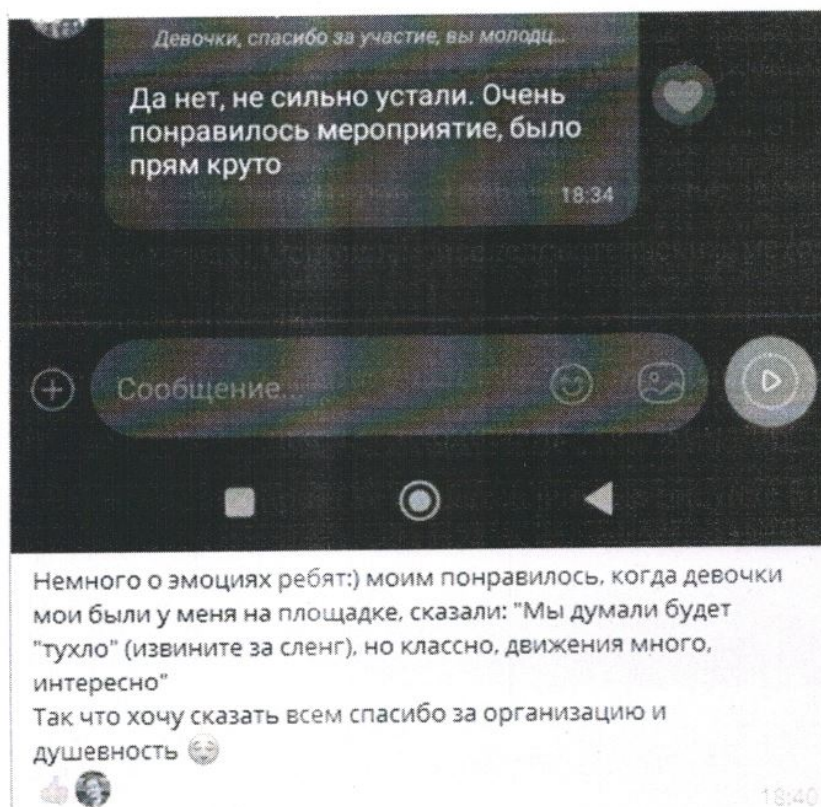 Девочки, спасибо за участие, вы молодц...
Да нет, не сильно устали. Очень
понравилось мероприятие, было
прям круто
18:34
Сообщение...
Немного о эмоциях ребят:) моим понравилось, когда девочки
мои были у меня на площадке, сказали: "Мы думали будет
"тухло" (извините за сленг), но классно, движения много,
интересно"
Так что хочу сказать всем спасибо за организацию и
душевность
18:40